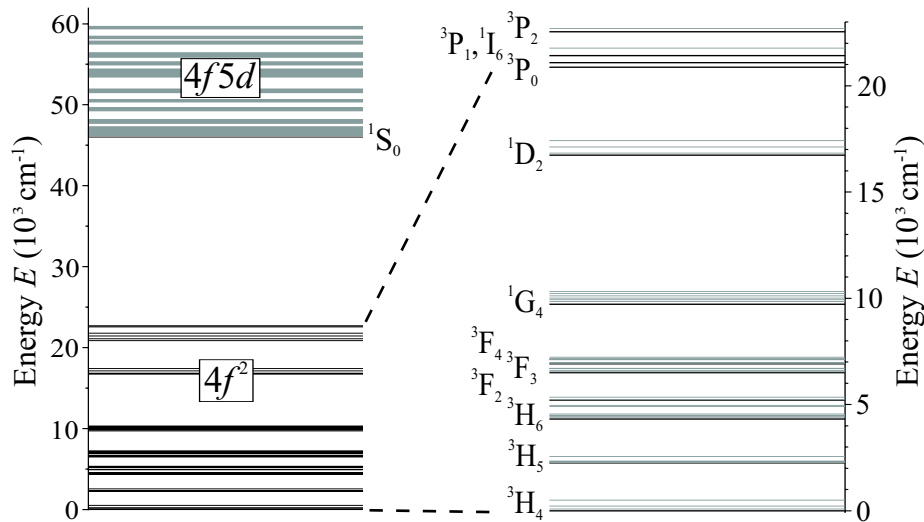 Energy E (10³ cm⁻¹)
60
50
40
30
20
10
0
4f5d
¹S₀
4f²
³P₂
³P₁, ¹I₆
³P₀
¹D₂
¹G₄
³F₄
³F₃
³F₂
³H₆
³H₅
³H₄
20
15
10
5
0
Energy E (10³ cm⁻¹)